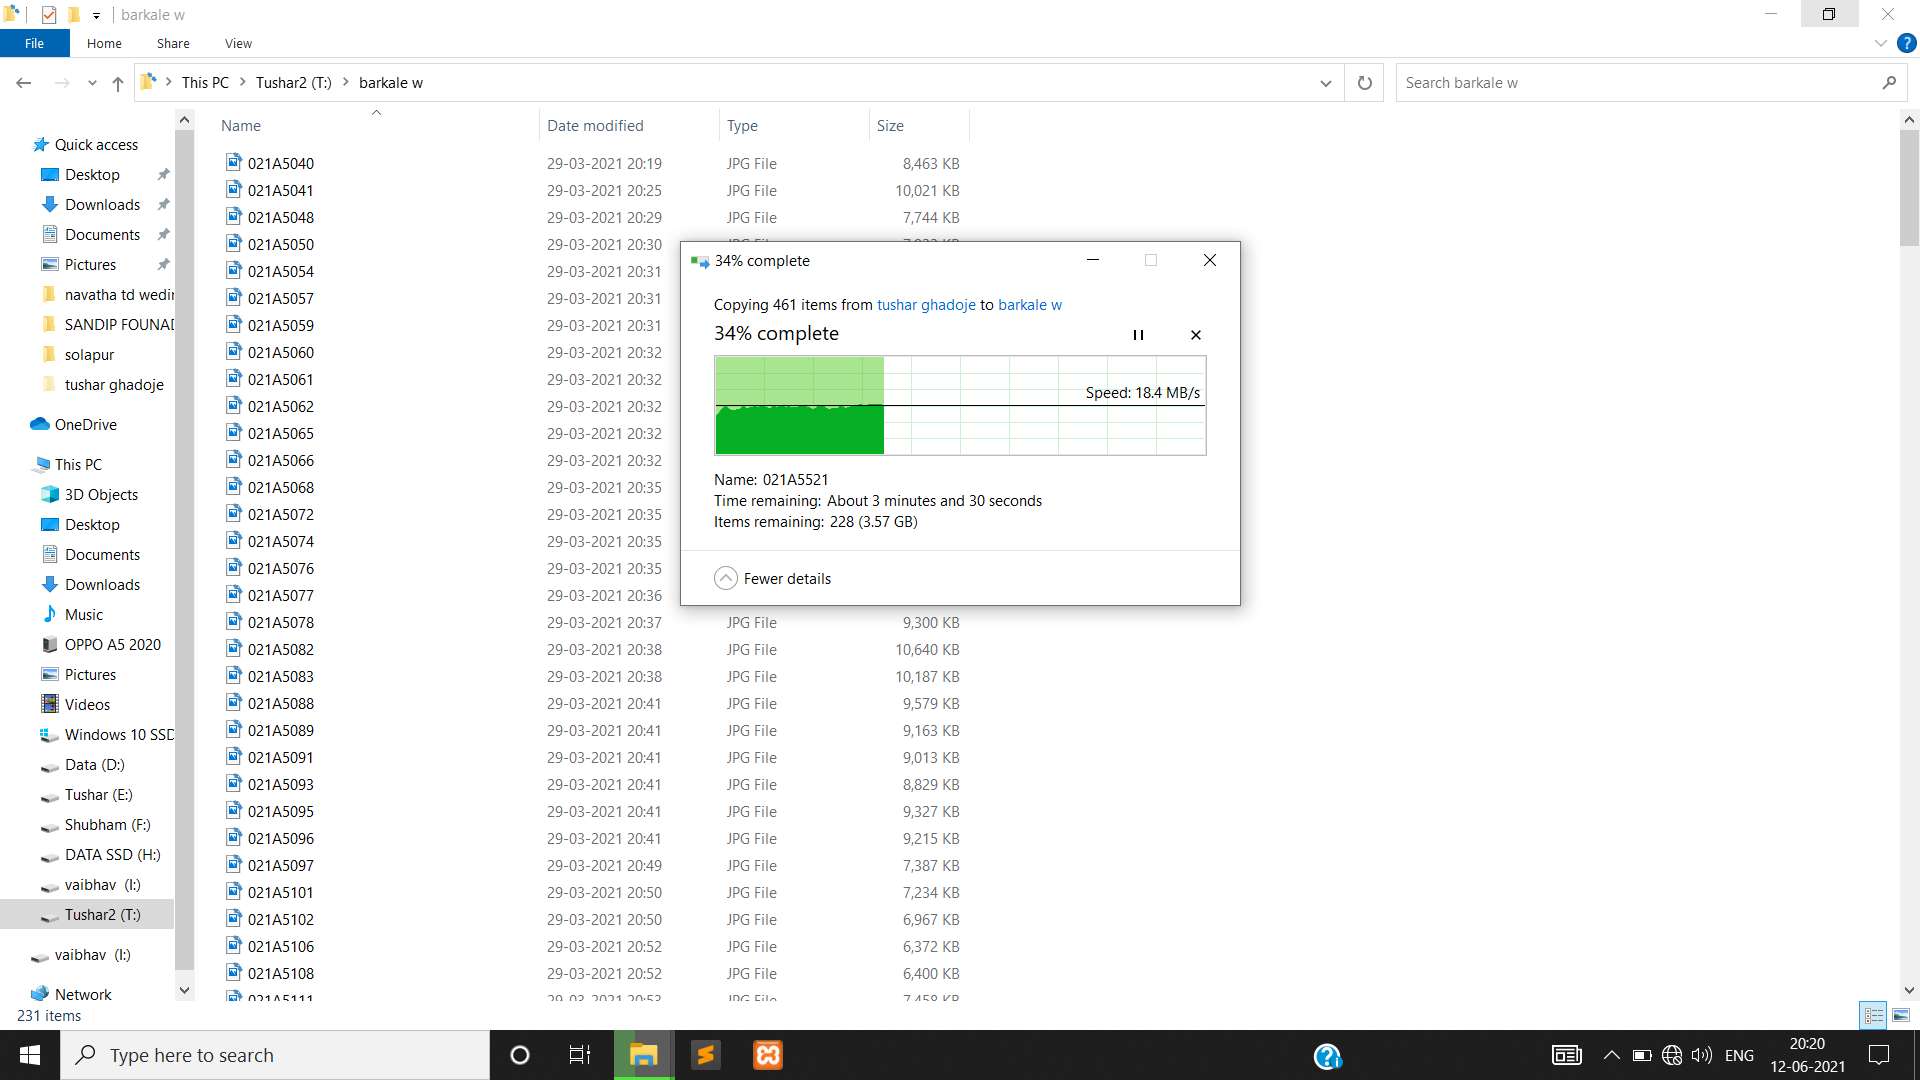 barkale w
File Home Share View
This PC Tushar2 (T:) barkale w
Search barkale w
Quick access
Desktop
Downloads
Documents
Pictures
navatha td wedin
SANDIP FOUNAD
solapur
tushar ghadoje
OneDrive
This PC
3D Objects
Desktop
Documents
Downloads
Music
OPPO A5 2020
Pictures
Videos
Windows 10 SSD
Data (D:)
Tushar (E:)
Shubham (F:)
DATA SSD (H:)
vaibhav (I:)
Tushar2 (T:)
vaibhav (I:)
Network
Name Date modified Type Size
021A5040 29-03-2021 20:19 JPG File 8,463 KB
021A5041 29-03-2021 20:25 JPG File 10,021 KB
021A5048 29-03-2021 20:29 JPG File 7,744 KB
021A5050 29-03-2021 20:30
021A5054 29-03-2021 20:31
021A5057 29-03-2021 20:31
021A5059 29-03-2021 20:31
021A5060 29-03-2021 20:32
021A5061 29-03-2021 20:32
021A5062 29-03-2021 20:32
021A5065 29-03-2021 20:32
021A5066 29-03-2021 20:32
021A5068 29-03-2021 20:35
021A5072 29-03-2021 20:35
021A5074 29-03-2021 20:35
021A5076 29-03-2021 20:35
021A5077 29-03-2021 20:36
021A5078 29-03-2021 20:37 JPG File 9,300 KB
021A5082 29-03-2021 20:38 JPG File 10,640 KB
021A5083 29-03-2021 20:38 JPG File 10,187 KB
021A5088 29-03-2021 20:41 JPG File 9,579 KB
021A5089 29-03-2021 20:41 JPG File 9,163 KB
021A5091 29-03-2021 20:41 JPG File 9,013 KB
021A5093 29-03-2021 20:41 JPG File 8,829 KB
021A5095 29-03-2021 20:41 JPG File 9,327 KB
021A5096 29-03-2021 20:41 JPG File 9,215 KB
021A5097 29-03-2021 20:49 JPG File 7,387 KB
021A5101 29-03-2021 20:50 JPG File 7,234 KB
021A5102 29-03-2021 20:50 JPG File 6,967 KB
021A5106 29-03-2021 20:52 JPG File 6,372 KB
021A5108 29-03-2021 20:52 JPG File 6,400 KB
021A5111 29-03-2021 20:53 JPG File 7,458 KB
34% complete
Copying 461 items from tushar ghadoje to barkale w
34% complete
Speed: 18.4 MB/s
Name: 021A5521
Time remaining: About 3 minutes and 30 seconds
Items remaining: 228 (3.57 GB)
Fewer details
231 items
Type here to search
ENG
20:20
12-06-2021